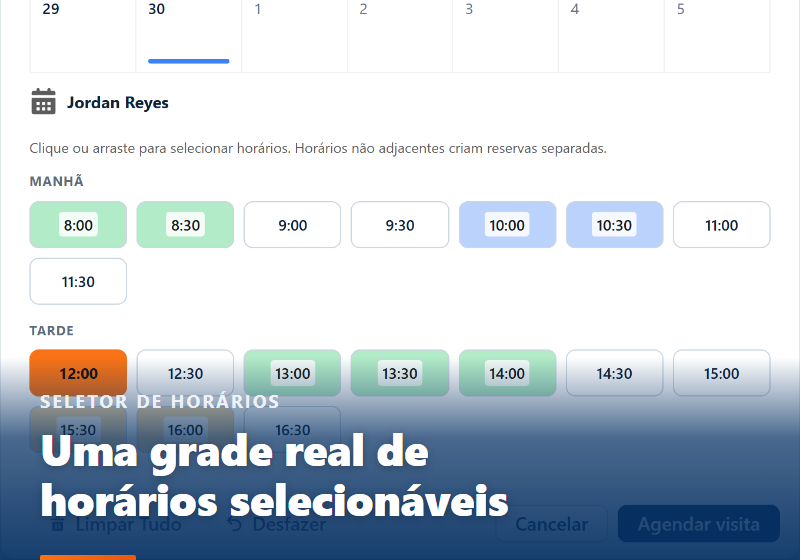 29 30 1 2 3 4 5
Jordan Reyes
Clique ou arraste para selecionar horários. Horários não adjacentes criam reservas separadas.
MANHÃ
8:00 8:30 9:00 9:30 10:00 10:30 11:00
11:30
TARDE
12:00 12:30 13:00 13:30 14:00 14:30 15:00
SELETOR DE HORÁRIOS
15:30 16:00 16:30
Uma grade real de
horários selecionáveis
Limpar Tudo Desfazer Cancelar Agendar visita